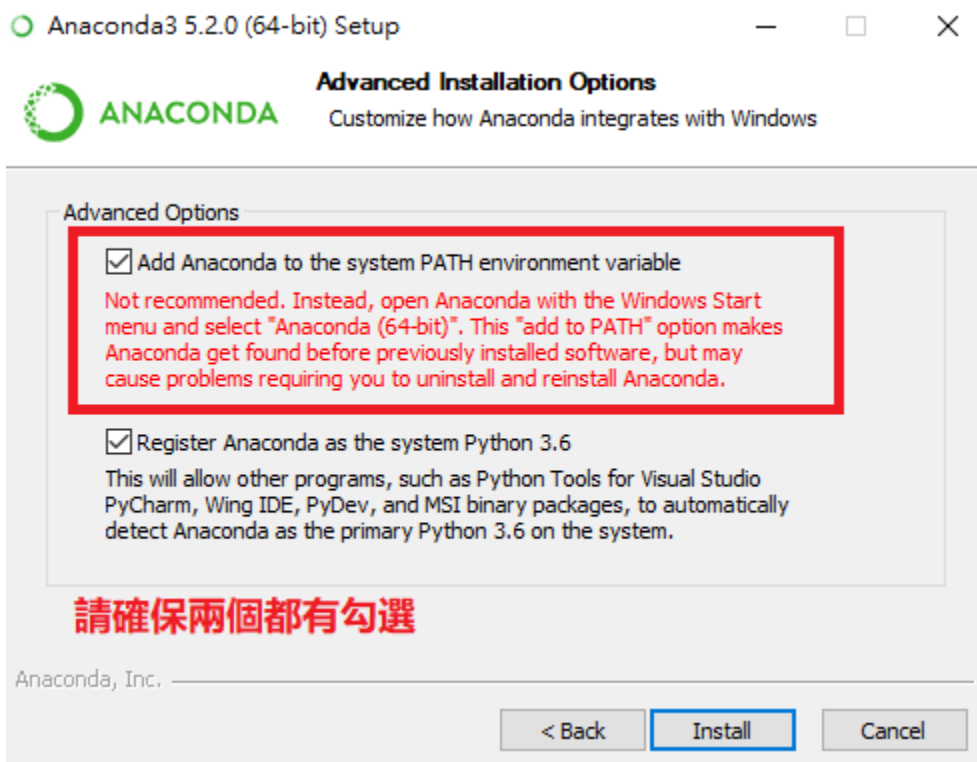 Anaconda3 5.2.0 (64-bit) Setup
ANACONDA
Advanced Installation Options
Customize how Anaconda integrates with Windows
Advanced Options
Add Anaconda to the system PATH environment variable
Not recommended. Instead, open Anaconda with the Windows Start
menu and select "Anaconda (64-bit)". This "add to PATH" option makes
Anaconda get found before previously installed software, but may
cause problems requiring you to uninstall and reinstall Anaconda.
Register Anaconda as the system Python 3.6
This will allow other programs, such as Python Tools for Visual Studio
PyCharm, Wing IDE, PyDev, and MSI binary packages, to automatically
detect Anaconda as the primary Python 3.6 on the system.
請確保兩個都有勾選
Anaconda, Inc.
< Back
Install
Cancel